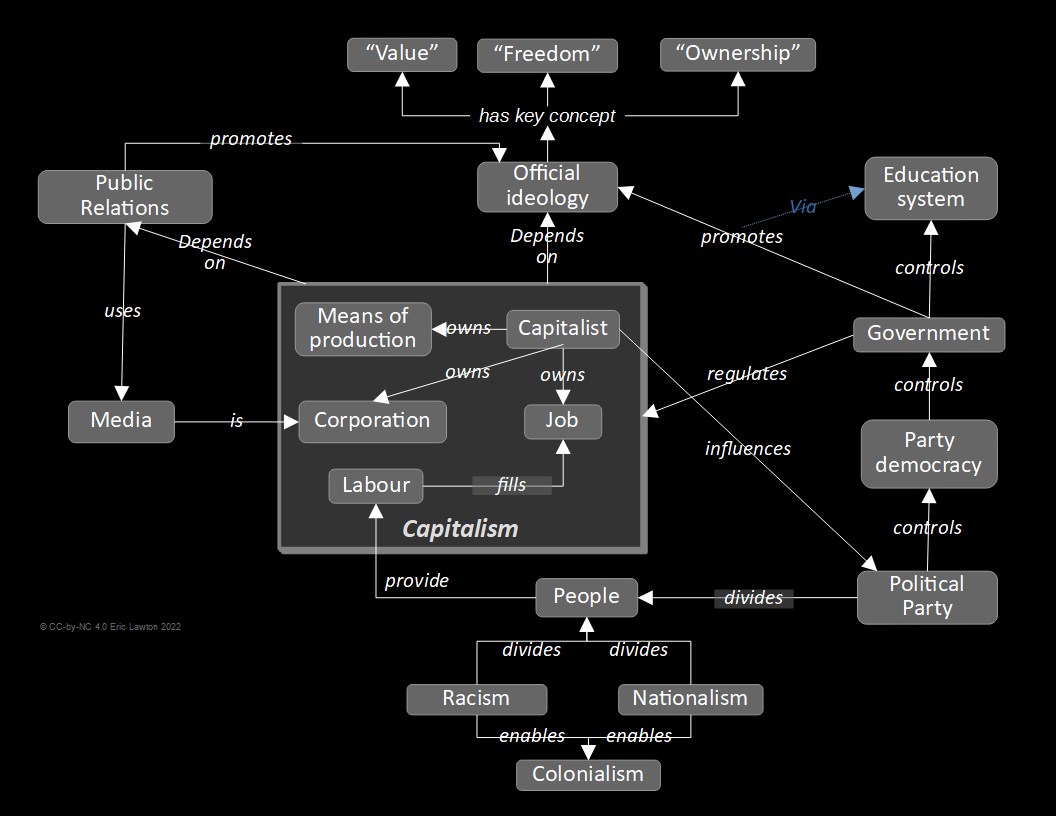 “Value”
“Freedom”
“Ownership”
has key concept
promotes
Public
Relations
Official
ideology
Education
system
Via
promotes
Depends
on
Depends
on
controls
uses
Means of
production
owns
Capitalist
Government
owns
owns
regulates
controls
Media
is
Corporation
Job
influences
Party
democracy
Labour
fills
Capitalism
controls
provide
People
divides
Political
Party
© CC-by-NC 4.0 Eric Lawton 2022
divides
divides
Racism
Nationalism
enables
enables
Colonialism